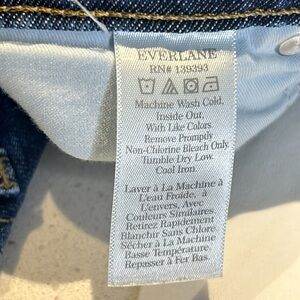 EVERLANE
RN# 139393
Machine Wash Cold,
Inside Out,
With Like Colors.
Remove Promptly
Non-Chlorine Bleach Only.
Tumble Dry Low.
Cool Iron
Laver à La Machine à
L'eau Froide, à
L'envers, Avec
Couleurs Similaires
Retirez Rapidement
Blanchir Sans Chlore
Sécher à La Machine
Basse Température
Repasser à Fer Bas.